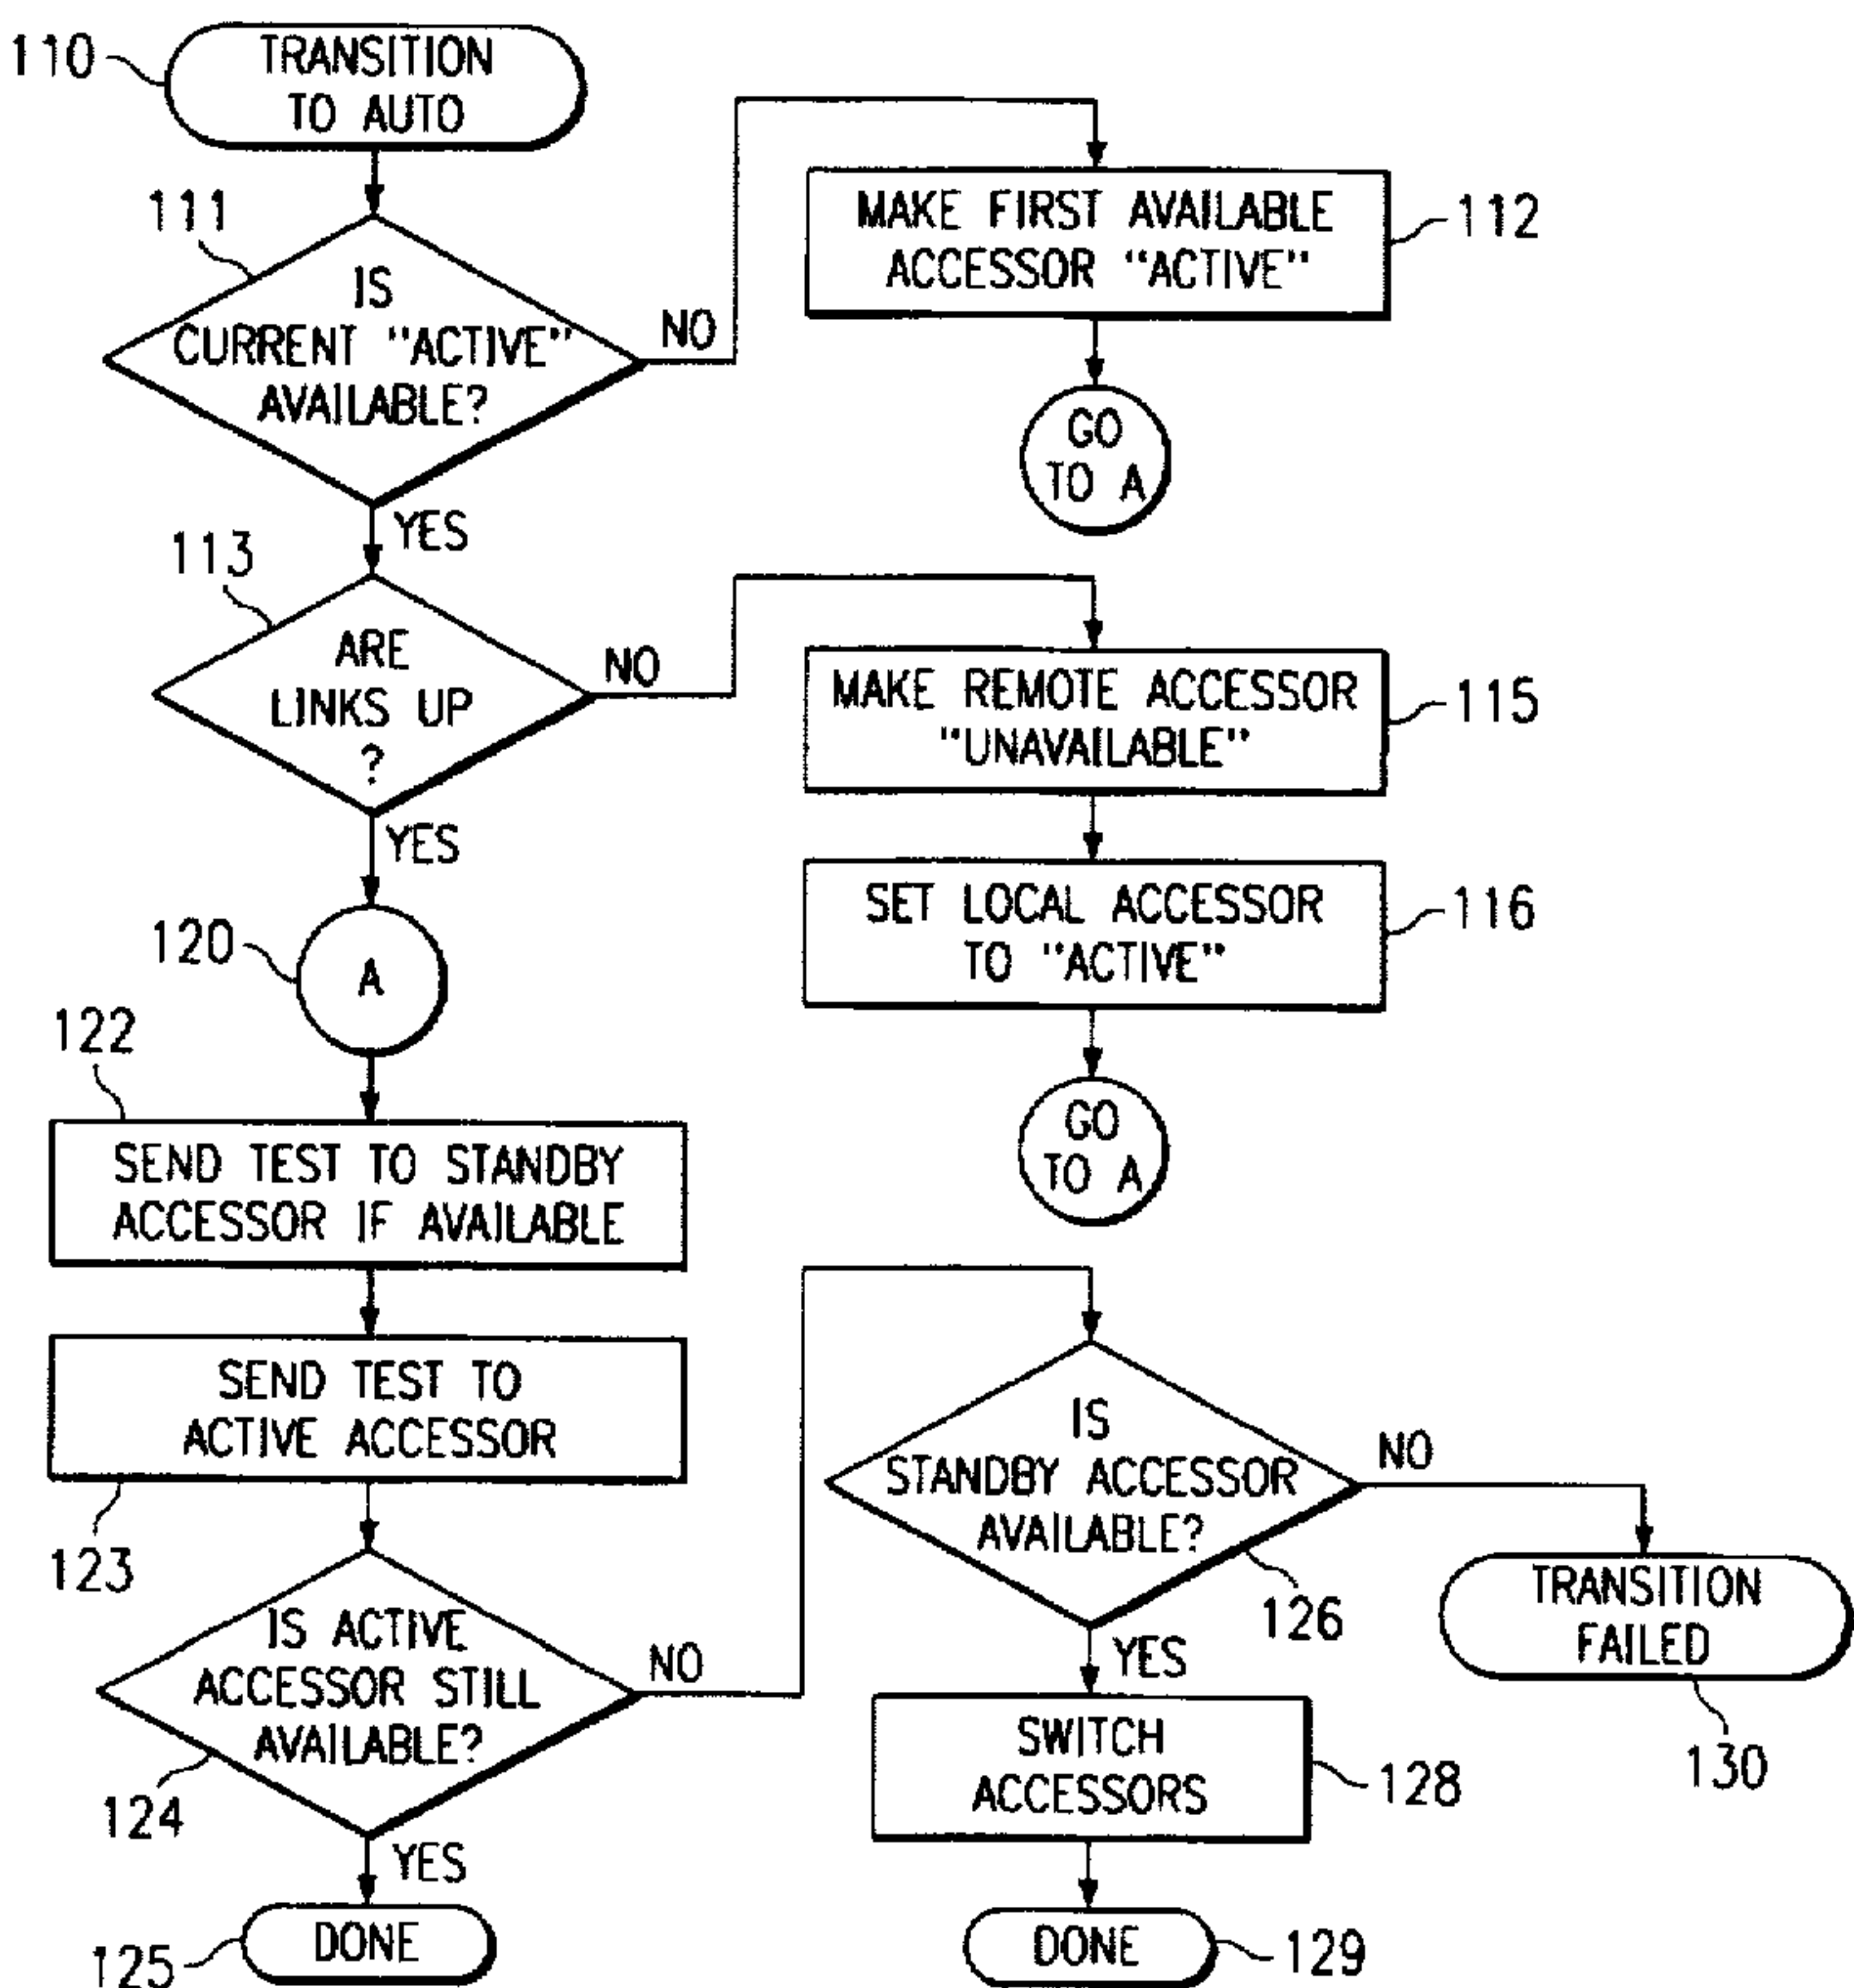 110
TRANSITION
TO AUTO
111
IS
CURRENT "ACTIVE"
AVAILABLE?
NO
MAKE FIRST AVAILABLE
ACCESSOR "ACTIVE"
112
GO
TO A
YES
113
ARE
LINKS UP
?
NO
MAKE REMOTE ACCESSOR
"UNAVAILABLE"
115
SET LOCAL ACCESSOR
TO "ACTIVE"
116
GO
TO A
YES
120
A
122
SEND TEST TO STANDBY
ACCESSOR IF AVAILABLE
SEND TEST TO
ACTIVE ACCESSOR
123
IS ACTIVE
ACCESSOR STILL
AVAILABLE?
124
NO
YES
DONE
125
IS
STANDBY ACCESSOR
AVAILABLE?
126
NO
TRANSITION
FAILED
130
YES
SWITCH
ACCESSORS
128
DONE
129